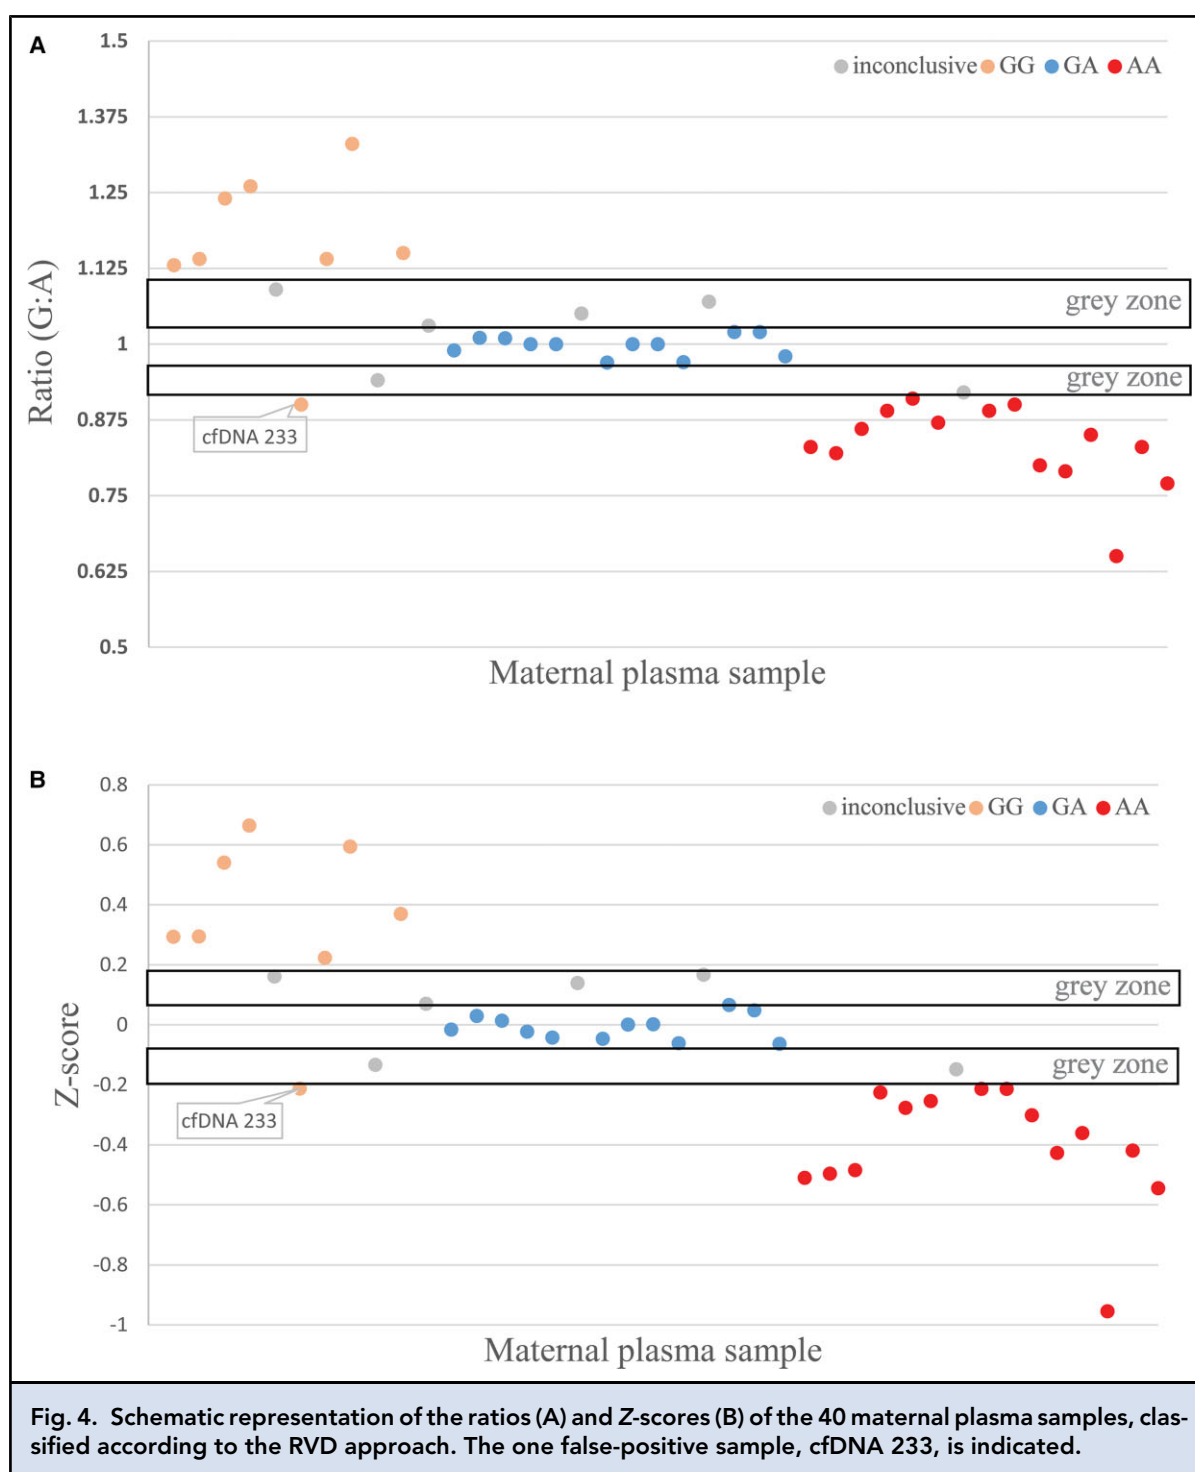 A
1.5
inconclusive GG GA AA
1.375
1.25
1.125
grey zone
1
grey zone
0.875
cfDNA 233
0.75
0.625
0.5
Ratio (G:A)
Maternal plasma sample
B
0.8
inconclusive GG GA AA
0.6
0.4
0.2
grey zone
0
grey zone
-0.2
cfDNA 233
-0.4
-0.6
-0.8
-1
Z-score
Maternal plasma sample
Fig. 4. Schematic representation of the ratios (A) and Z-scores (B) of the 40 maternal plasma samples, clas-
sified according to the RVD approach. The one false-positive sample, cfDNA 233, is indicated.